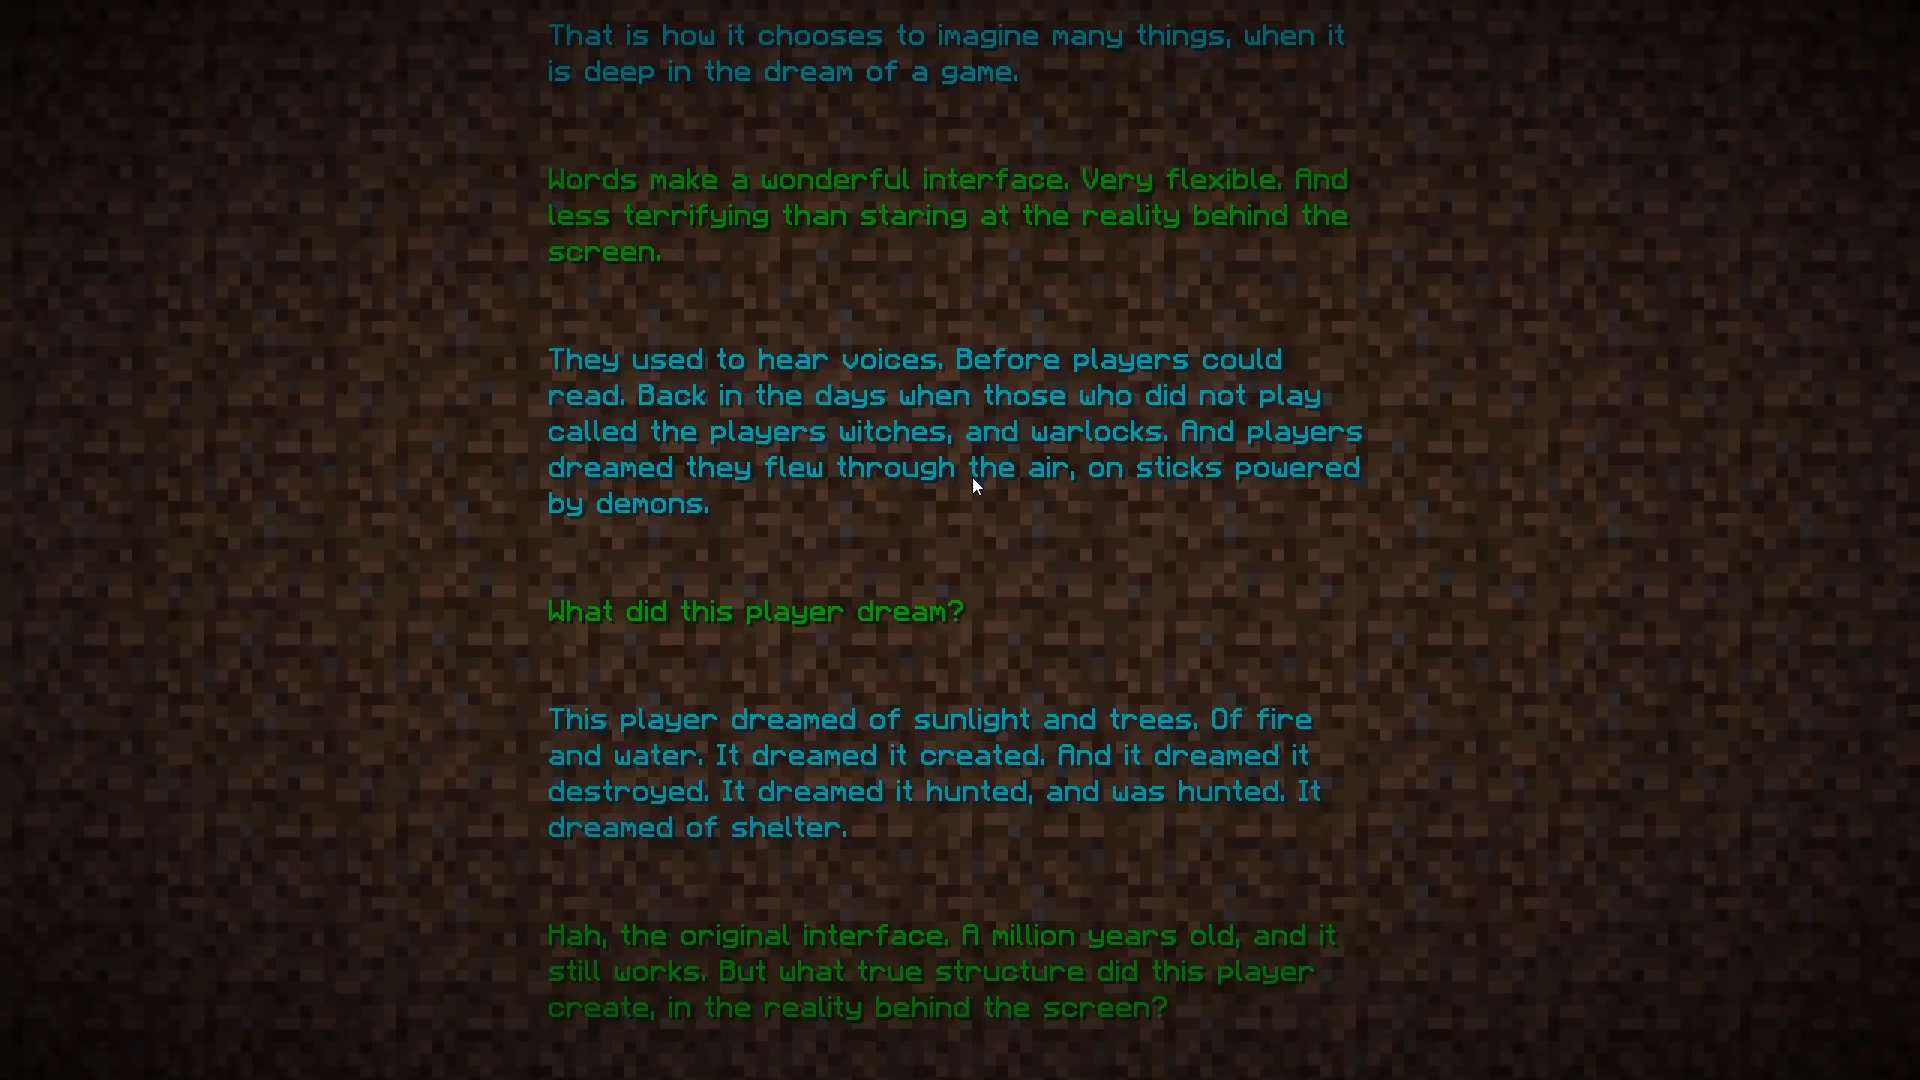 That is how it chooses to imagine many things, when it
is deep in the dream of a game.
Words make a wonderful interface. Very flexible. And
less terrifying than staring at the reality behind the
screen.
They used to hear voices. Before players could
read. Back in the days when those who did not play
called the players witches, and warlocks. And players
dreamed they flew through the air, on sticks powered
by demons.
What did this player dream?
This player dreamed of sunlight and trees. Of fire
and water. It dreamed it created. And it dreamed it
destroyed. It dreamed it hunted, and was hunted. It
dreamed of shelter.
Hah, the original interface. A million years old, and it
still works. But what true structure did this player
create, in the reality behind the screen?